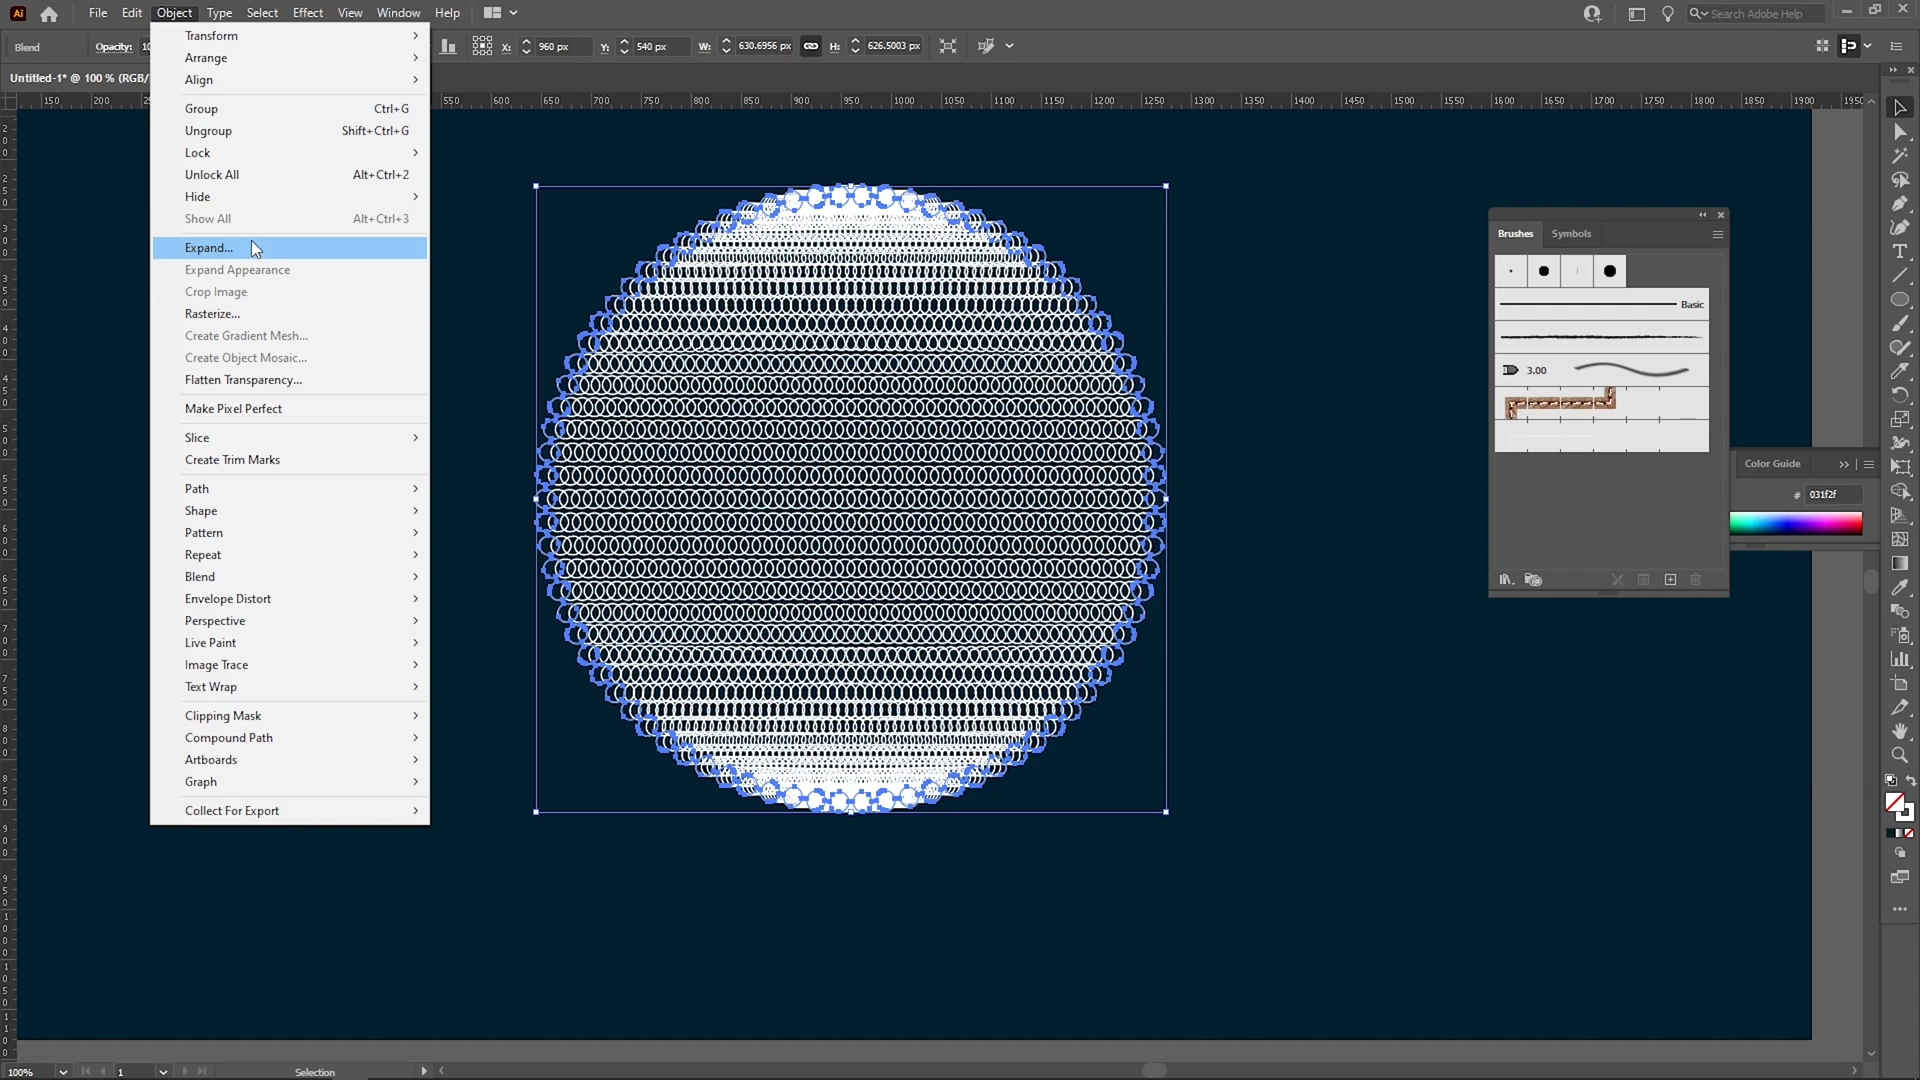 Ai File Edit Object Type Select Effect View Window Help Search Adobe Help
Blend Opacity: 10 X: 960 px Y: 540 px W: 630.6956 px H: 626.5003 px
Untitled-1* @ 100 % (RGB/
150 200 550 600 650 700 750 800 850 900 950 1000 1050 1100 1150 1200 1250 1300 1350 1400 1450 1500 1550 1600 1650 1700 1750 1800 1850 1900 1950
Transform
Arrange
Align
Group Ctrl+G
Ungroup Shift+Ctrl+G
Lock
Unlock All Alt+Ctrl+2
Hide
Show All Alt+Ctrl+3
Expand...
Expand Appearance
Crop Image
Rasterize...
Create Gradient Mesh...
Create Object Mosaic...
Flatten Transparency...
Make Pixel Perfect
Slice
Create Trim Marks
Path
Shape
Pattern
Repeat
Blend
Envelope Distort
Perspective
Live Paint
Image Trace
Text Wrap
Clipping Mask
Compound Path
Artboards
Graph
Collect For Export
Brushes Symbols
Basic
3.00
Color Guide
# 031f2f
100% 1 Selection